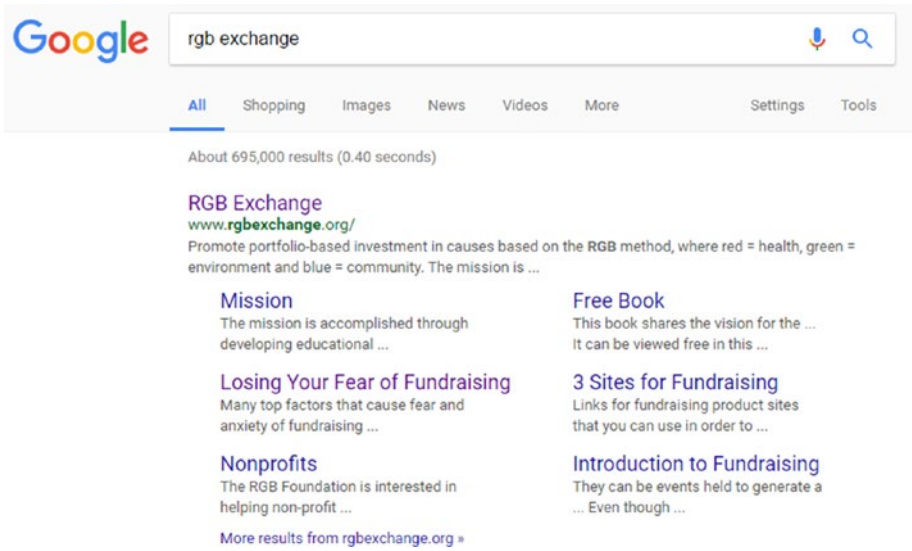 Google
rgb exchange
All Shopping Images News Videos More Settings Tools
About 695,000 results (0.40 seconds)
RGB Exchange
www.rgbexchange.org/
Promote portfolio-based investment in causes based on the RGB method, where red = health, green =
environment and blue = community. The mission is ...
Mission
The mission is accomplished through
developing educational ...
Free Book
This book shares the vision for the ...
It can be viewed free in this ...
Losing Your Fear of Fundraising
Many top factors that cause fear and
anxiety of fundraising ...
3 Sites for Fundraising
Links for fundraising product sites
that you can use in order to ...
Nonprofits
The RGB Foundation is interested in
helping non-profit ...
Introduction to Fundraising
They can be events held to generate a
... Even though ...
More results from rgbexchange.org »